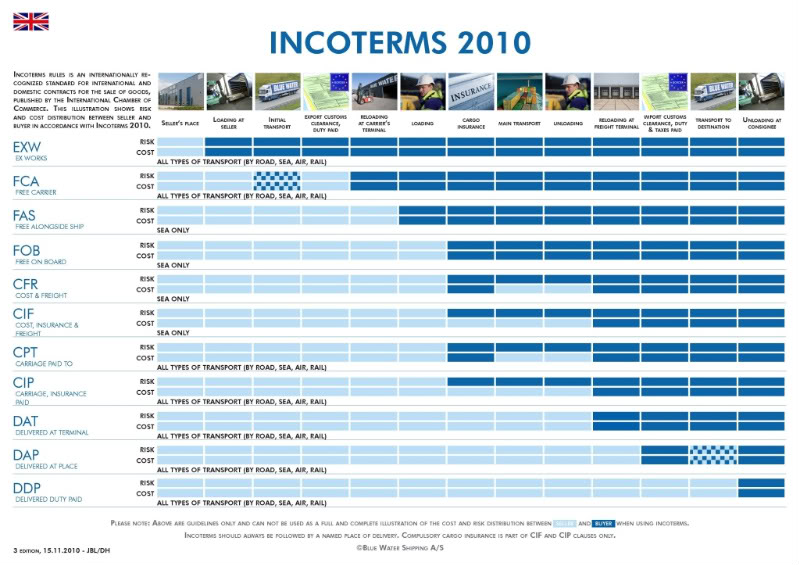 INCOTERMS 2010
INCOTERMS RULES IS AN INTERNATIONALLY RE-
COGNIZED STANDARD FOR INTERNATIONAL AND
DOMESTIC CONTRACTS FOR THE SALE OF GOODS,
PUBLISHED BY THE INTERNATIONAL CHAMBER OF
COMMERCE. THIS ILLUSTRATION SHOWS RISK
AND COST DISTRIBUTION BETWEEN SELLER AND
BUYER IN ACCORDANCE WITH INCOTERMS 2010.
BLUE WATER
BLUE WATER
INSURANCE
BLUE WATER
SELLER'S PLACE
LOADING AT
SELLER
INITIAL
TRANSPORT
EXPORT CUSTOMS
CLEARANCE,
DUTY PAID
RELOADING
AT CARRIER'S
TERMINAL
LOADING
CARGO
INSURANCE
MAIN TRANSPORT
UNLOADING
RELOADING AT
FREIGHT TERMINAL
IMPORT CUSTOMS
CLEARANCE, DUTY
& TAXES PAID
TRANSPORT TO
DESTINATION
UNLOADING AT
CONSIGNEE
EXW
EX WORKS
RISK
COST
ALL TYPES OF TRANSPORT (BY ROAD, SEA, AIR, RAIL)
FCA
FREE CARRIER
RISK
COST
ALL TYPES OF TRANSPORT (BY ROAD, SEA, AIR, RAIL)
FAS
FREE ALONGSIDE SHIP
RISK
COST
SEA ONLY
FOB
FREE ON BOARD
RISK
COST
SEA ONLY
CFR
COST & FREIGHT
RISK
COST
SEA ONLY
CIF
COST, INSURANCE &
FREIGHT
RISK
COST
SEA ONLY
CPT
CARRIAGE PAID TO
RISK
COST
ALL TYPES OF TRANSPORT (BY ROAD, SEA, AIR, RAIL)
CIP
CARRIAGE, INSURANCE
PAID
RISK
COST
ALL TYPES OF TRANSPORT (BY ROAD, SEA, AIR, RAIL)
DAT
DELIVERED AT TERMINAL
RISK
COST
ALL TYPES OF TRANSPORT (BY ROAD, SEA, AIR, RAIL)
DAP
DELIVERED AT PLACE
RISK
COST
ALL TYPES OF TRANSPORT (BY ROAD, SEA, AIR, RAIL)
DDP
DELIVERED DUTY PAID
RISK
COST
ALL TYPES OF TRANSPORT (BY ROAD, SEA, AIR, RAIL)
PLEASE NOTE: ABOVE ARE GUIDELINES ONLY AND CAN NOT BE USED AS A FULL AND COMPLETE ILLUSTRATION OF THE COST AND RISK DISTRIBUTION BETWEEN SELLER AND BUYER WHEN USING INCOTERMS.
INCOTERMS SHOULD ALWAYS BE FOLLOWED BY A NAMED PLACE OF DELIVERY. COMPULSORY CARGO INSURANCE IS PART OF CIF AND CIP CLAUSES ONLY.
3 EDITION, 15.11.2010 - JBL/DH
©BLUE WATER SHIPPING A/S